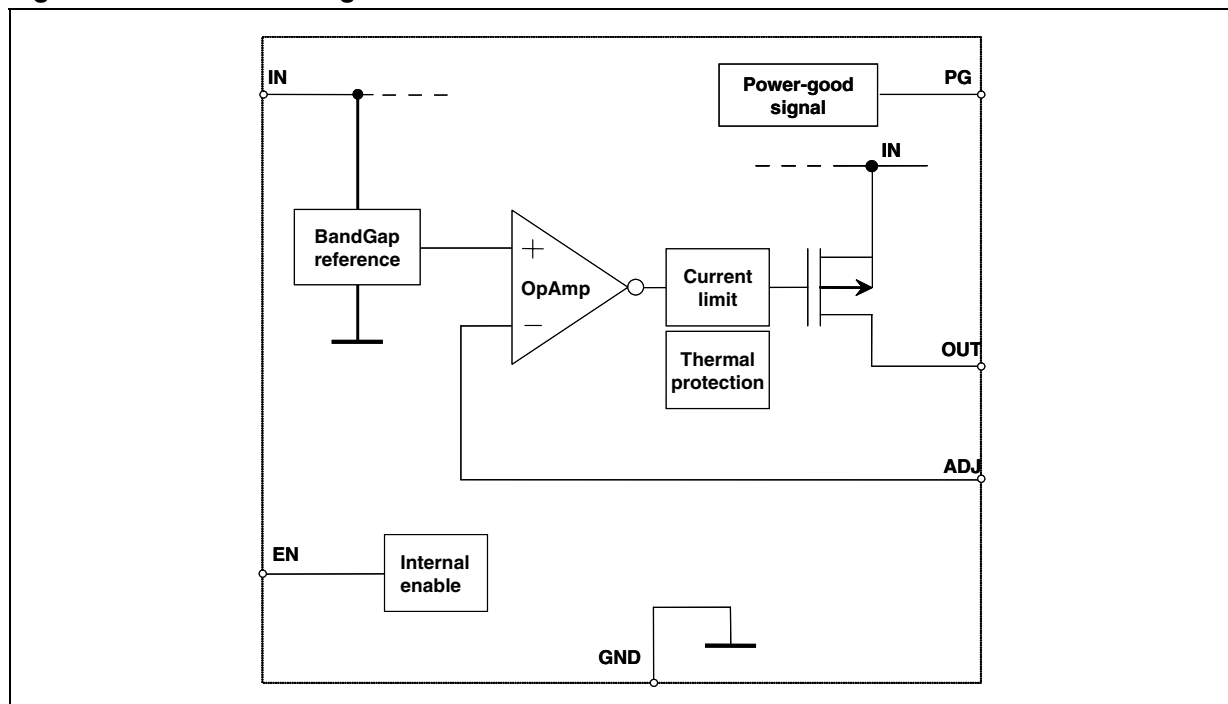 IN
PG
Power-good
signal
IN
BandGap
reference
+
OpAmp
−
Current
limit
Thermal
protection
OUT
ADJ
EN
Internal
enable
GND